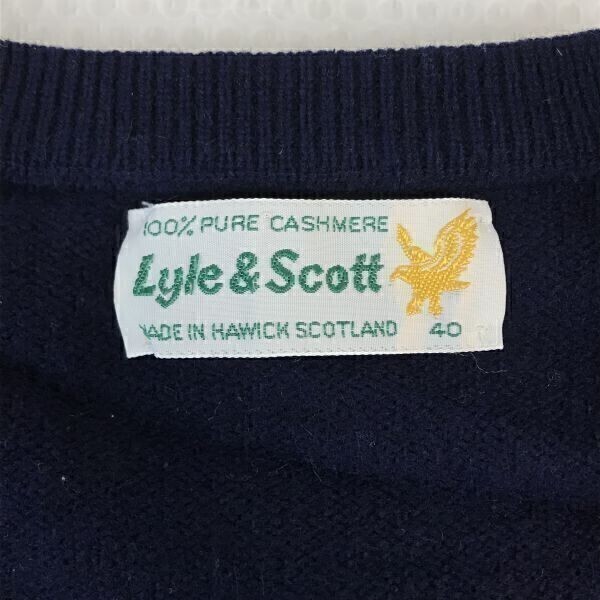 100% PURE CASHMERE
Lyle & Scott
MADE IN HAWICK SCOTLAND 40